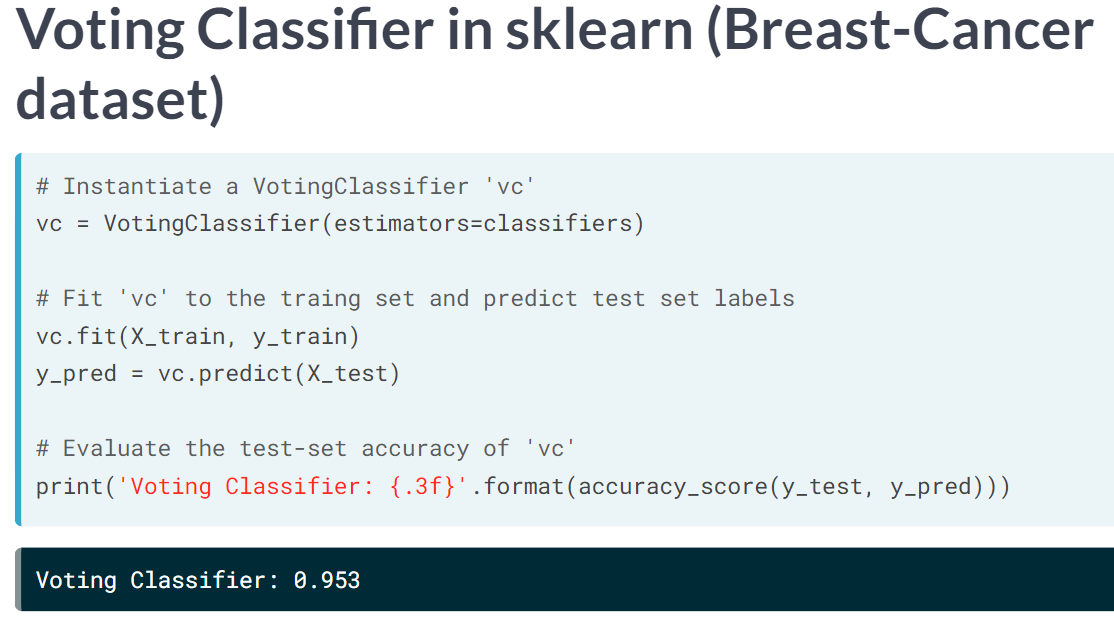 Voting Classifier in sklearn (Breast-Cancer
dataset)
# Instantiate a VotingClassifier 'vc'
vc = VotingClassifier(estimators=classifiers)
# Fit 'vc' to the traing set and predict test set labels
vc.fit(X_train, y_train)
y_pred = vc.predict(X_test)
# Evaluate the test-set accuracy of 'vc'
print('Voting Classifier: {.3f}'.format(accuracy_score(y_test, y_pred)))
Voting Classifier: 0.953